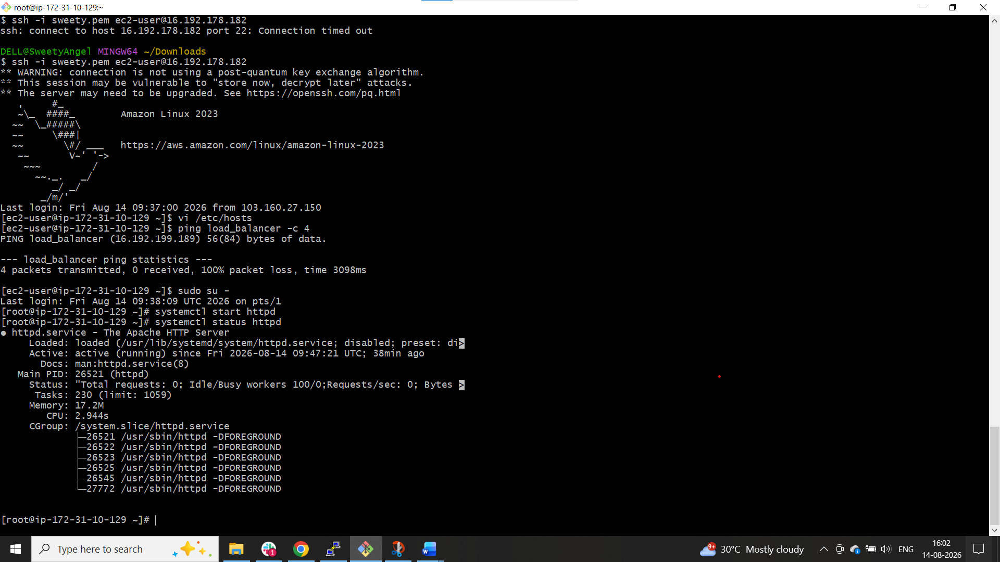 root@ip-172-31-10-129:~
$ ssh -i sweety.pem ec2-user@16.192.178.182
ssh: connect to host 16.192.178.182 port 22: Connection timed out
DELL@SweetyAngel MINGW64 ~/Downloads
$ ssh -i sweety.pem ec2-user@16.192.178.182
** WARNING: connection is not using a post-quantum key exchange algorithm.
** This session may be vulnerable to "store now, decrypt later" attacks.
** The server may need to be upgraded. See https://openssh.com/pq.html
   ,     #_
   ~\_  ####_        Amazon Linux 2023
  ~~  \_#####\
  ~~     \###|
  ~~       \#/ ___   https://aws.amazon.com/linux/amazon-linux-2023
   ~~       V~' '->
    ~~~         /
      ~~._.   _/
         _/ _/
       _/m/'
Last login: Fri Aug 14 09:37:00 2026 from 103.160.27.150
[ec2-user@ip-172-31-10-129 ~]$ vi /etc/hosts
[ec2-user@ip-172-31-10-129 ~]$ ping load_balancer -c 4
PING load_balancer (16.192.199.189) 56(84) bytes of data.
--- load_balancer ping statistics ---
4 packets transmitted, 0 received, 100% packet loss, time 3098ms
[ec2-user@ip-172-31-10-129 ~]$ sudo su -
Last login: Fri Aug 14 09:38:09 UTC 2026 on pts/1
[root@ip-172-31-10-129 ~]# systemctl start httpd
[root@ip-172-31-10-129 ~]# systemctl status httpd
● httpd.service - The Apache HTTP Server
     Loaded: loaded (/usr/lib/systemd/system/httpd.service; disabled; preset: di>
     Active: active (running) since Fri 2026-08-14 09:47:21 UTC; 38min ago
       Docs: man:httpd.service(8)
   Main PID: 26521 (httpd)
     Status: "Total requests: 0; Idle/Busy workers 100/0;Requests/sec: 0; Bytes >
      Tasks: 230 (limit: 1059)
     Memory: 17.2M
        CPU: 2.944s
     CGroup: /system.slice/httpd.service
             ├─26521 /usr/sbin/httpd -DFOREGROUND
             ├─26522 /usr/sbin/httpd -DFOREGROUND
             ├─26523 /usr/sbin/httpd -DFOREGROUND
             ├─26525 /usr/sbin/httpd -DFOREGROUND
             ├─26545 /usr/sbin/httpd -DFOREGROUND
             └─27772 /usr/sbin/httpd -DFOREGROUND
[root@ip-172-31-10-129 ~]#
Type here to search
1
W
9+
30°C Mostly cloudy
ENG
16:02
14-08-2026